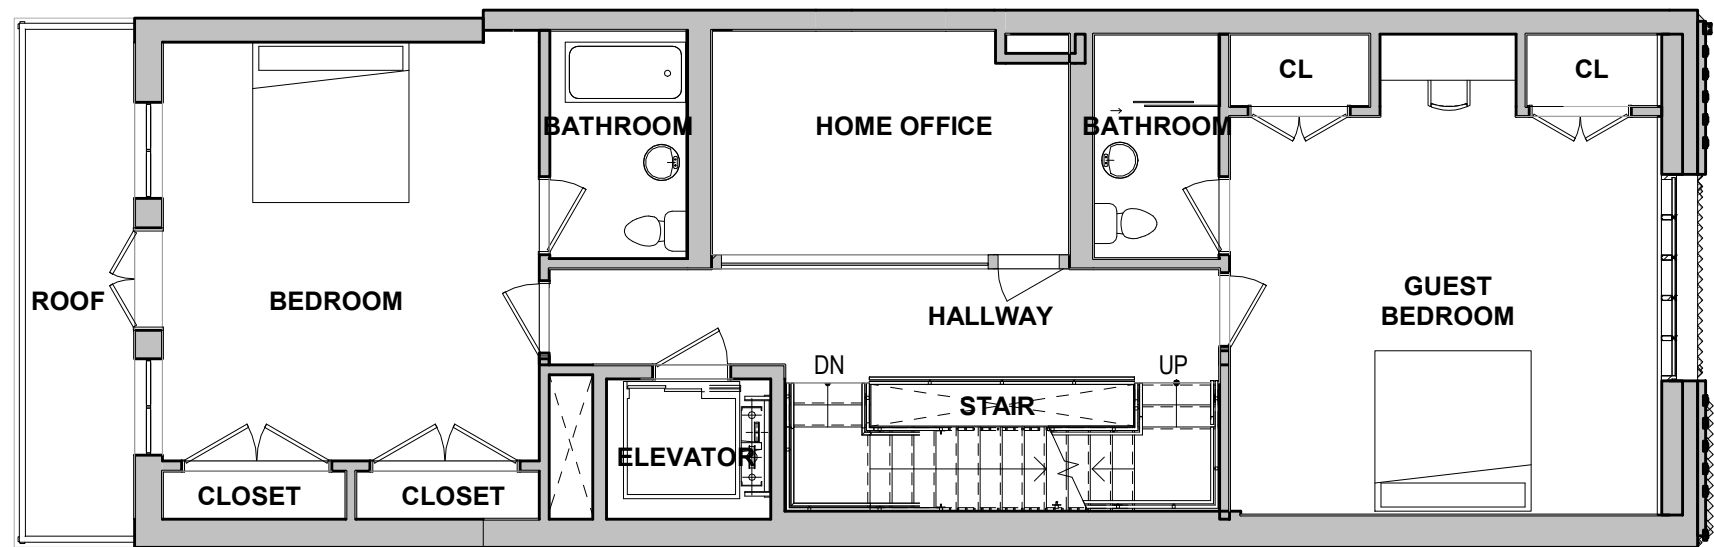 CL
CL
BATHROOM
HOME OFFICE
BATHROOM
ROOF
BEDROOM
HALLWAY
GUEST
BEDROOM
DN
UP
STAIR
ELEVATOR
CLOSET
CLOSET